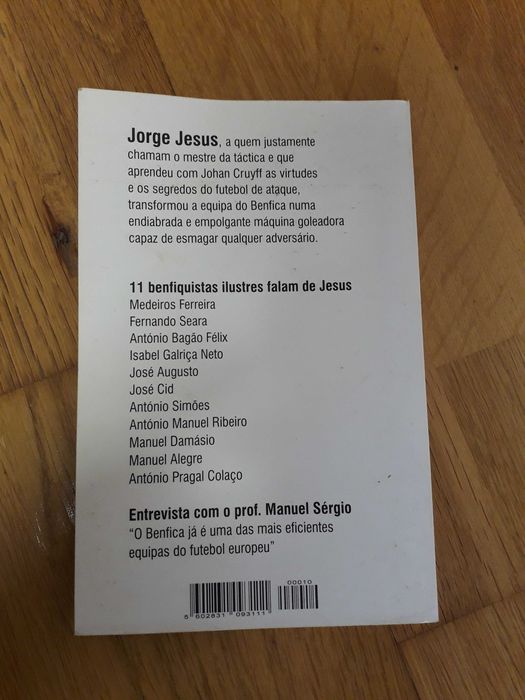 Jorge Jesus, a quem justamente
chamam o mestre da táctica e que
aprendeu com Johan Cruyff as virtudes
e os segredos do futebol de ataque,
transformou a equipa do Benfica numa
endiabrada e empolgante máquina goleadora
capaz de esmagar qualquer adversário.
11 benfiquistas ilustres falam de Jesus
Medeiros Ferreira
Fernando Seara
António Bagão Félix
Isabel Galriça Neto
José Augusto
José Cid
António Simões
António Manuel Ribeiro
Manuel Damásio
Manuel Alegre
António Pragal Colaço
Entrevista com o prof. Manuel Sérgio
“O Benfica já é uma das mais eficientes
equipas do futebol europeu”
00010
5 602831 093111